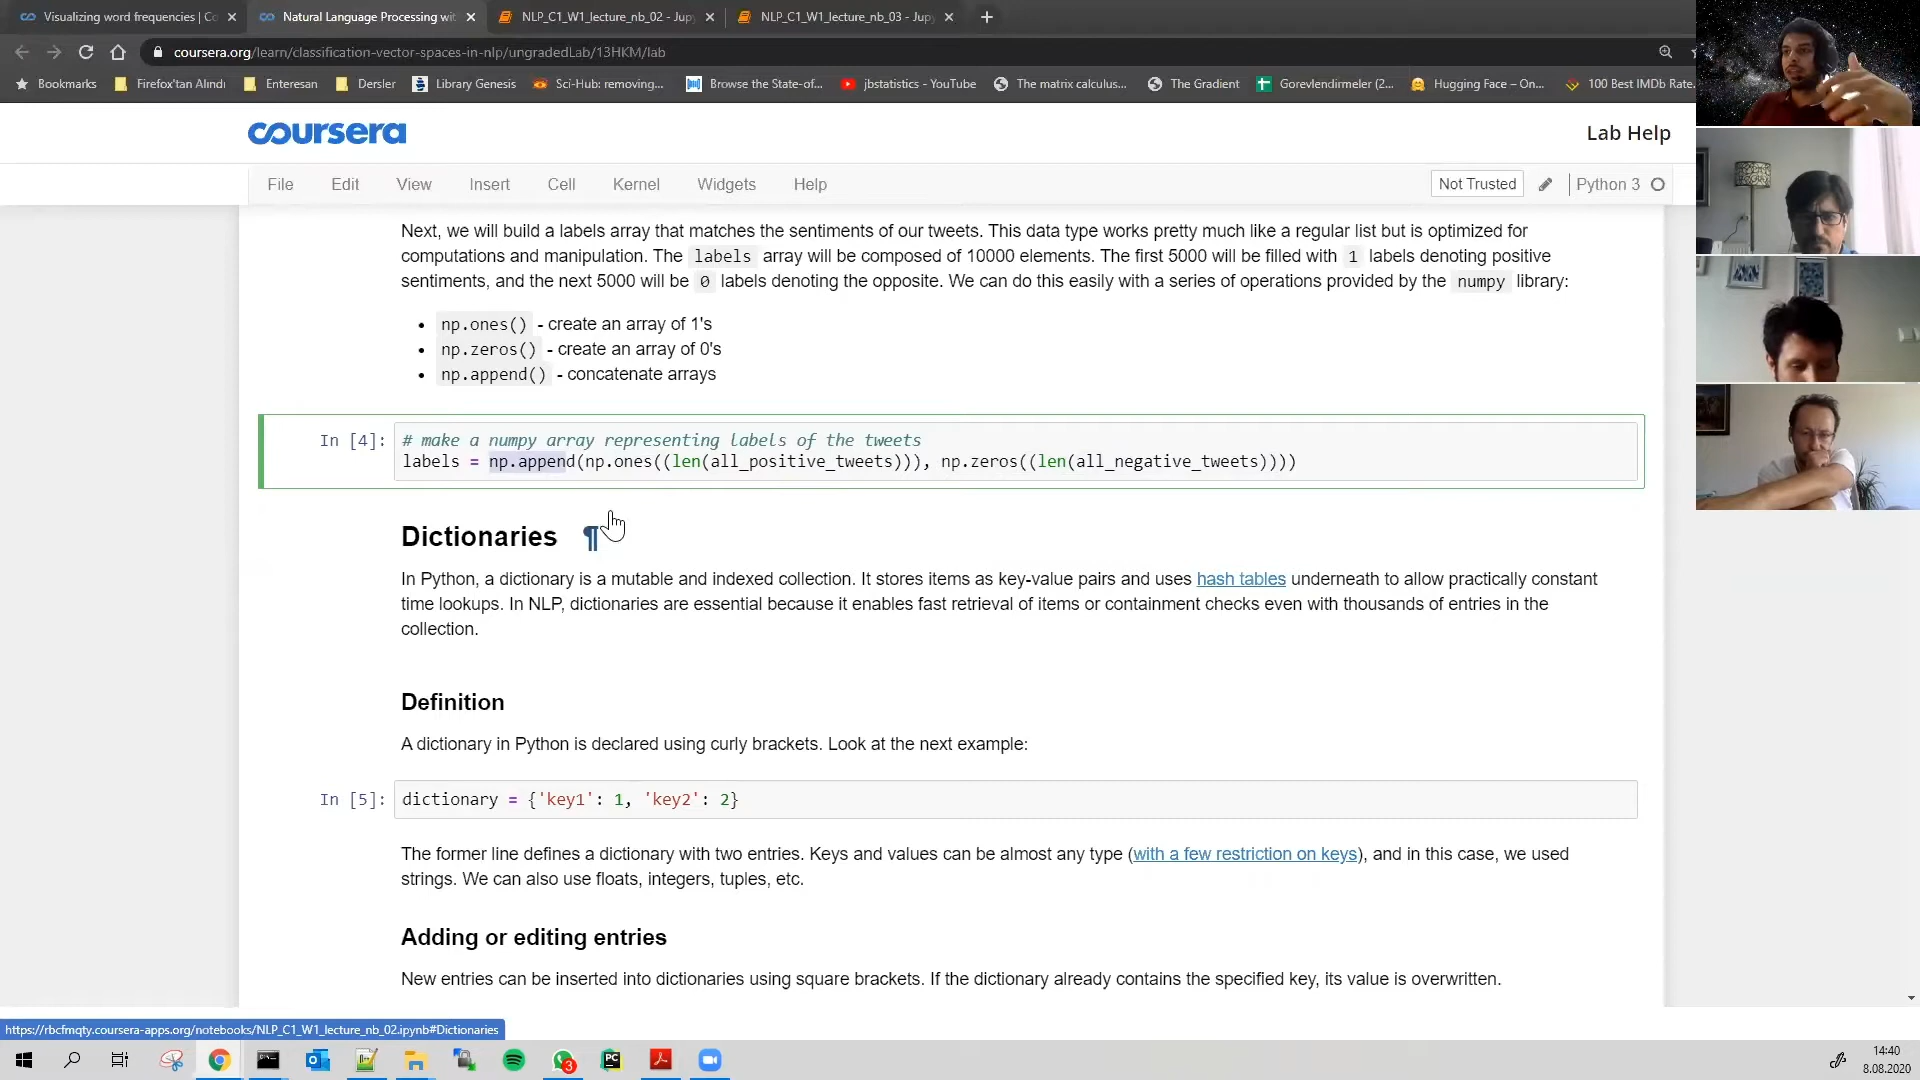 Visualizing word frequencies | Co
Natural Language Processing wit
NLP_C1_W1_lecture_nb_02 - Jupy
NLP_C1_W1_lecture_nb_03 - Jupy
coursera.org/learn/classification-vector-spaces-in-nlp/ungradedLab/13HKM/lab
Bookmarks
Firefox'tan Alındı
Enteresan
Dersler
Library Genesis
Sci-Hub: removing...
Browse the State-of...
jbstatistics - YouTube
The matrix calculus...
The Gradient
Gorevlendirmeler (2...
Hugging Face – On...
100 Best IMDb Rate.
coursera
Lab Help
File
Edit
View
Insert
Cell
Kernel
Widgets
Help
Not Trusted
Python 3
Next, we will build a labels array that matches the sentiments of our tweets. This data type works pretty much like a regular list but is optimized for
computations and manipulation. The labels array will be composed of 10000 elements. The first 5000 will be filled with 1 labels denoting positive
sentiments, and the next 5000 will be 0 labels denoting the opposite. We can do this easily with a series of operations provided by the numpy library:
• np.ones() - create an array of 1's
• np.zeros() - create an array of 0's
• np.append() - concatenate arrays
In [4]:
# make a numpy array representing labels of the tweets
labels = np.append(np.ones((len(all_positive_tweets))), np.zeros((len(all_negative_tweets))))
Dictionaries ¶
In Python, a dictionary is a mutable and indexed collection. It stores items as key-value pairs and uses hash tables underneath to allow practically constant
time lookups. In NLP, dictionaries are essential because it enables fast retrieval of items or containment checks even with thousands of entries in the
collection.
Definition
A dictionary in Python is declared using curly brackets. Look at the next example:
In [5]:
dictionary = {'key1': 1, 'key2': 2}
The former line defines a dictionary with two entries. Keys and values can be almost any type (with a few restriction on keys), and in this case, we used
strings. We can also use floats, integers, tuples, etc.
Adding or editing entries
New entries can be inserted into dictionaries using square brackets. If the dictionary already contains the specified key, its value is overwritten.
https://rbcfmqty.coursera-apps.org/notebooks/NLP_C1_W1_lecture_nb_02.ipynb#Dictionaries
3
PC
14:40
8.08.2020